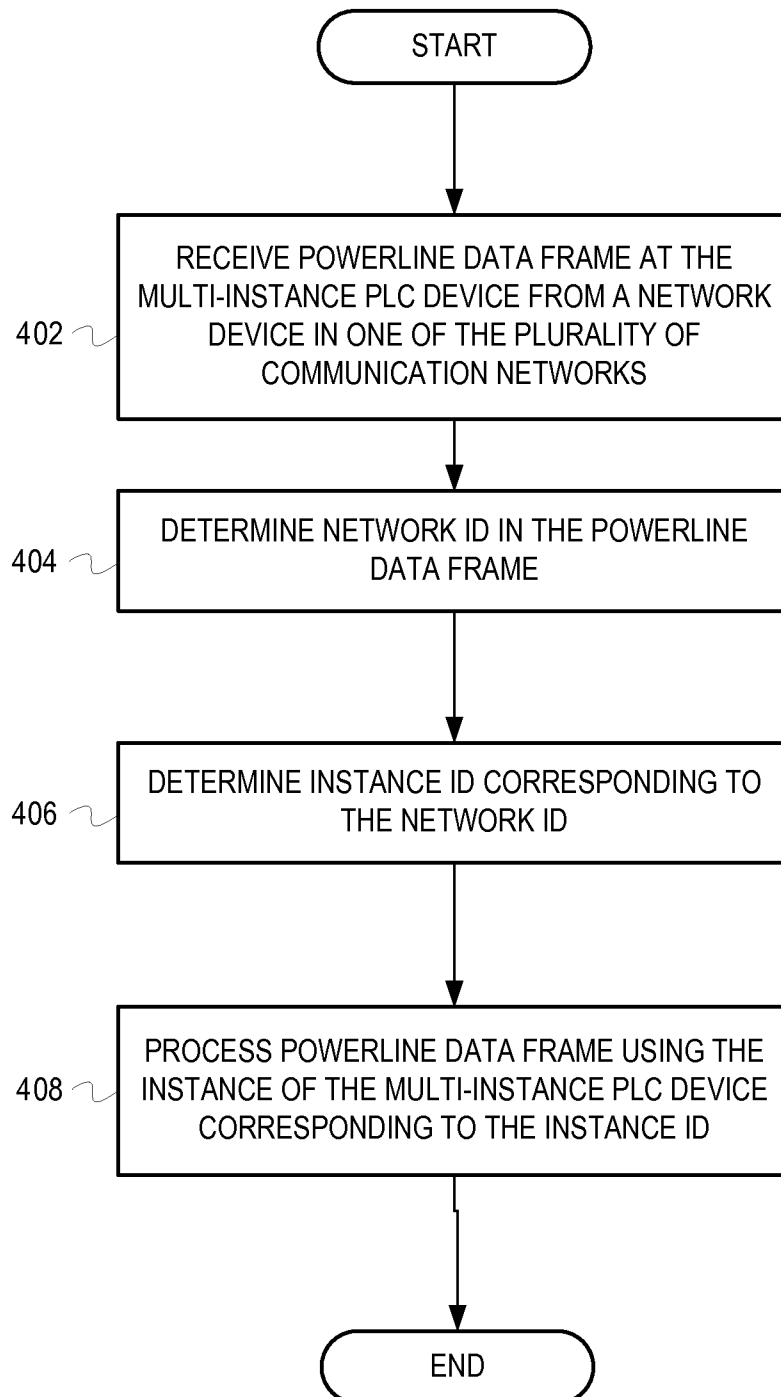 START
RECEIVE POWERLINE DATA FRAME AT THE
MULTI-INSTANCE PLC DEVICE FROM A NETWORK
DEVICE IN ONE OF THE PLURALITY OF
COMMUNICATION NETWORKS
402
DETERMINE NETWORK ID IN THE POWERLINE
DATA FRAME
404
DETERMINE INSTANCE ID CORRESPONDING TO
THE NETWORK ID
406
PROCESS POWERLINE DATA FRAME USING THE
INSTANCE OF THE MULTI-INSTANCE PLC DEVICE
CORRESPONDING TO THE INSTANCE ID
408
END